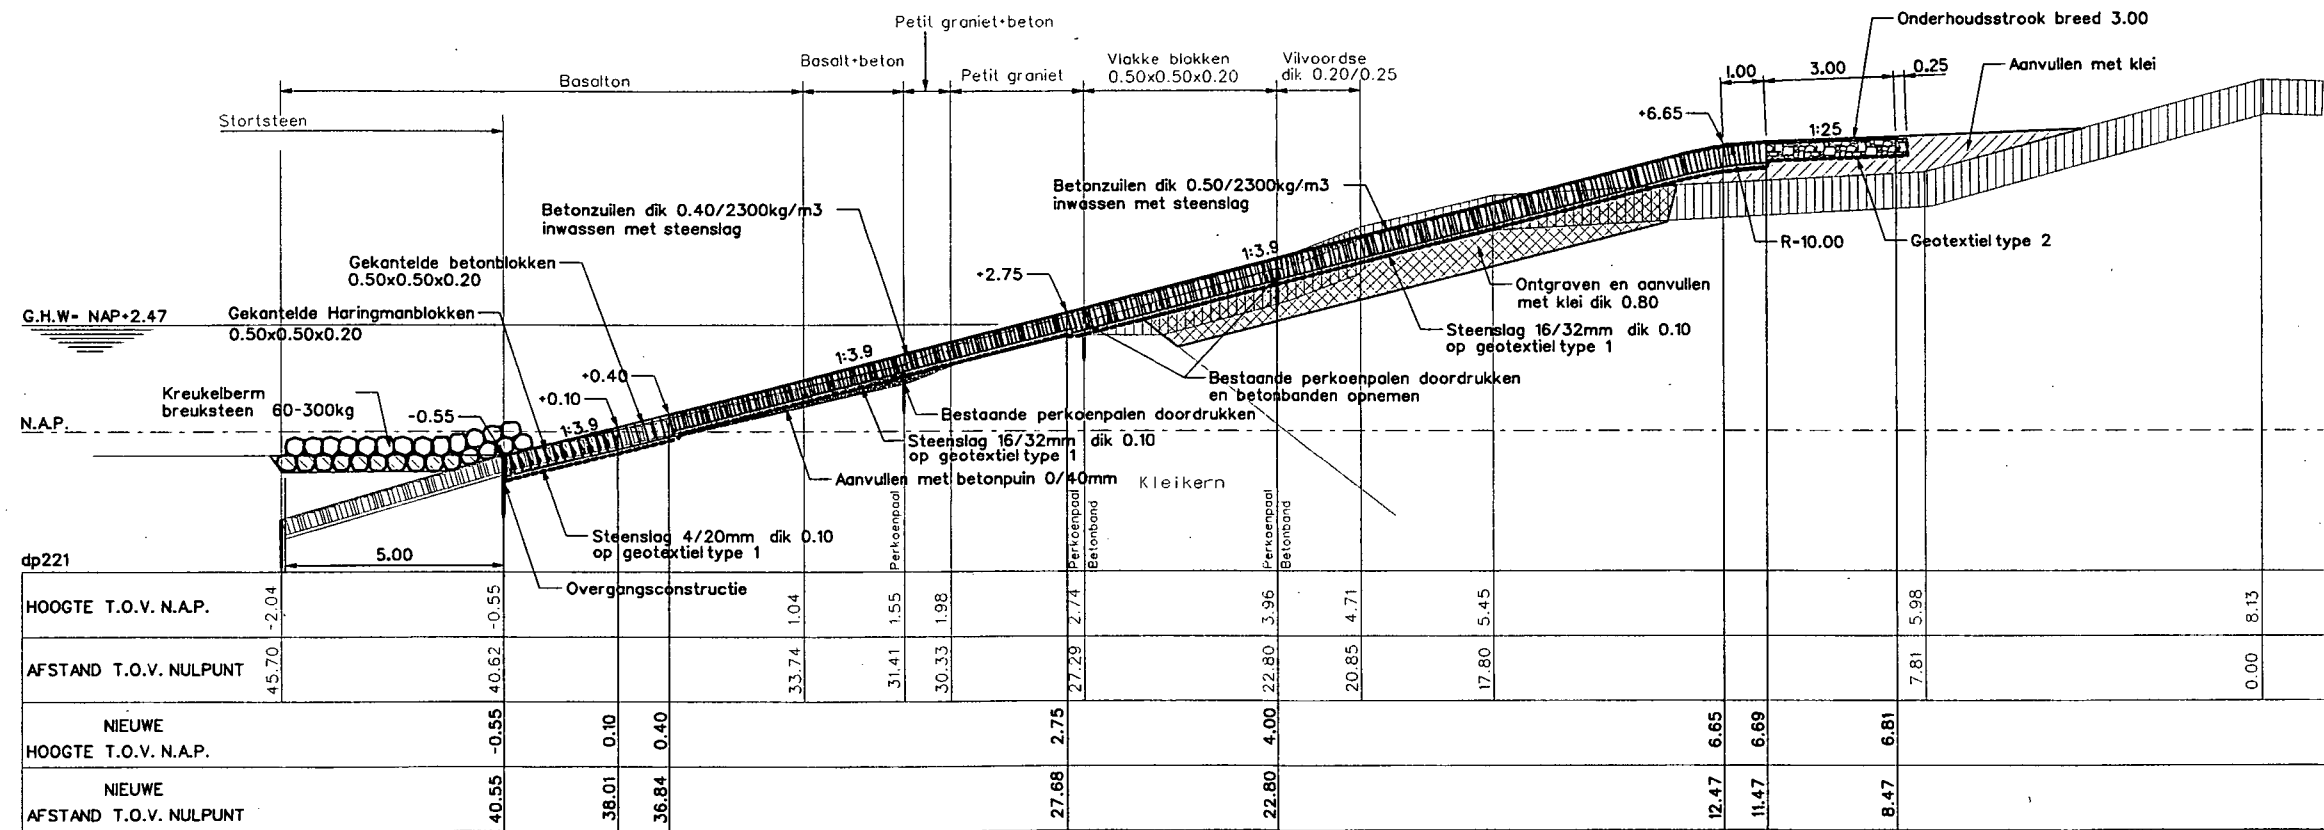 Petit graniet+beton
Onderhoudsstrook breed 3.00
Basalt+beton
Vlakke blokken
0.50x0.50x0.20
Vilvoordse
dik 0.20/0.25
Basalton
Petit graniet
1.00
3.00
0.25
Aanvullen met klei
Stortsteen
+6.65
1:25
Betonzuilen dik 0.50/2300kg/m3
inwassen met steenslag
Betonzuilen dik 0.40/2300kg/m3
inwassen met steenslag
1:3.9
R=10.00
Geotextiel type 2
Gekantelde betonblokken
0.50x0.50x0.20
+2.75
Ontgraven en aanvullen
met klei dik 0.80
G.H.W= NAP+2.47
Gekantelde Haringmanblokken
0.50x0.50x0.20
Steenslag 16/32mm dik 0.10
op geotextiel type 1
1:3.9
+0.40
Bestaande perkoenpalen doordrukken
en betonbanden opnemen
Kreukelberm
breuksteen 60-300kg
+0.10
-0.55
Bestaande perkoenpalen doordrukken
N.A.P.
1:3.9
Steenslag 16/32mm dik 0.10
op geotextiel type 1
Aanvullen met betonpuin 0/40mm
Kleikern
Perkoenpaal
Perkoenpaal
Betonband
Perkoenpaal
Betonband
Steenslag 4/20mm dik 0.10
op geotextiel type 1
dp221
5.00
Overgangsconstructie
HOOGTE T.O.V. N.A.P.
-2.04
-0.55
1.04
1.55
1.98
2.74
3.96
4.71
5.45
5.98
8.13
AFSTAND T.O.V. NULPUNT
45.70
40.62
33.74
31.41
30.33
27.29
22.80
20.85
17.80
7.81
0.00
NIEUWE
HOOGTE T.O.V. N.A.P.
-0.55
0.10
0.40
2.75
4.00
6.65
6.69
6.81
NIEUWE
AFSTAND T.O.V. NULPUNT
40.55
38.01
36.84
27.68
22.80
12.47
11.47
8.47